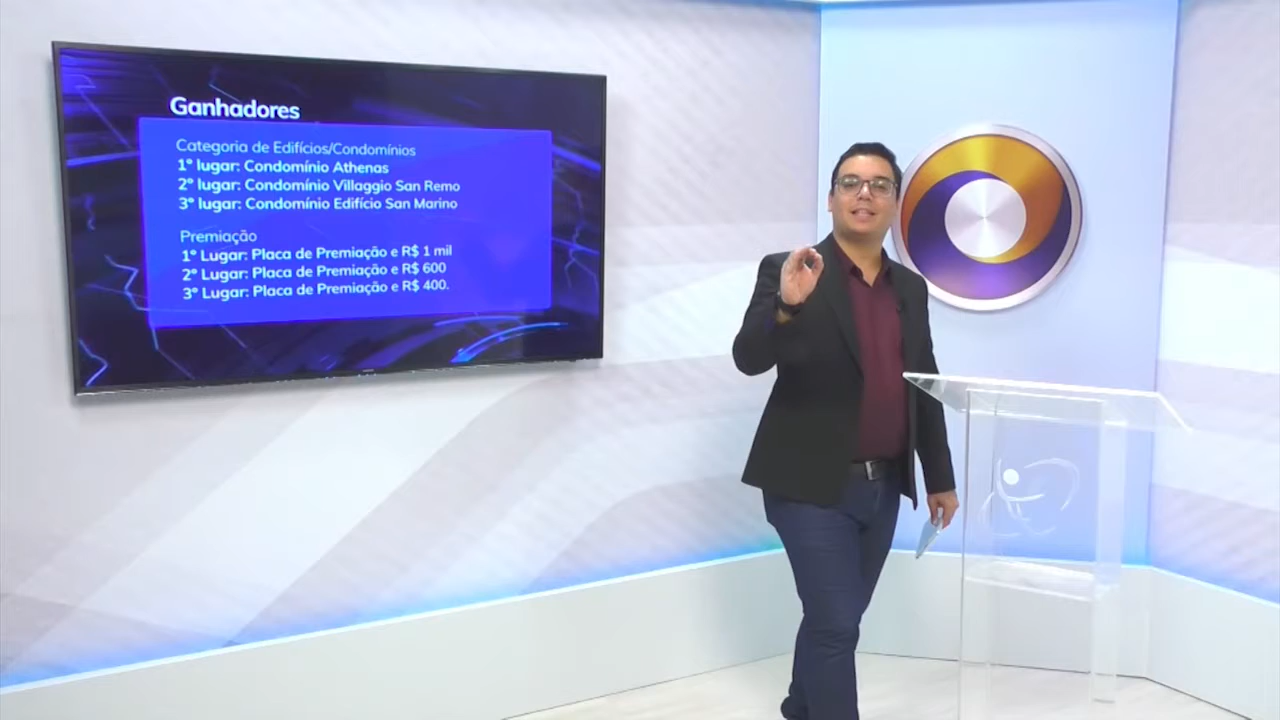 Ganhadores
Categoria de Edifícios/Condomínios
1º lugar: Condomínio Athenas
2º lugar: Condomínio Villaggio San Remo
3º lugar: Condomínio Edifício San Marino
Premiação
1º Lugar: Placa de Premiação e R$ 1 mil
2º Lugar: Placa de Premiação e R$ 600
3º Lugar: Placa de Premiação e R$ 400.